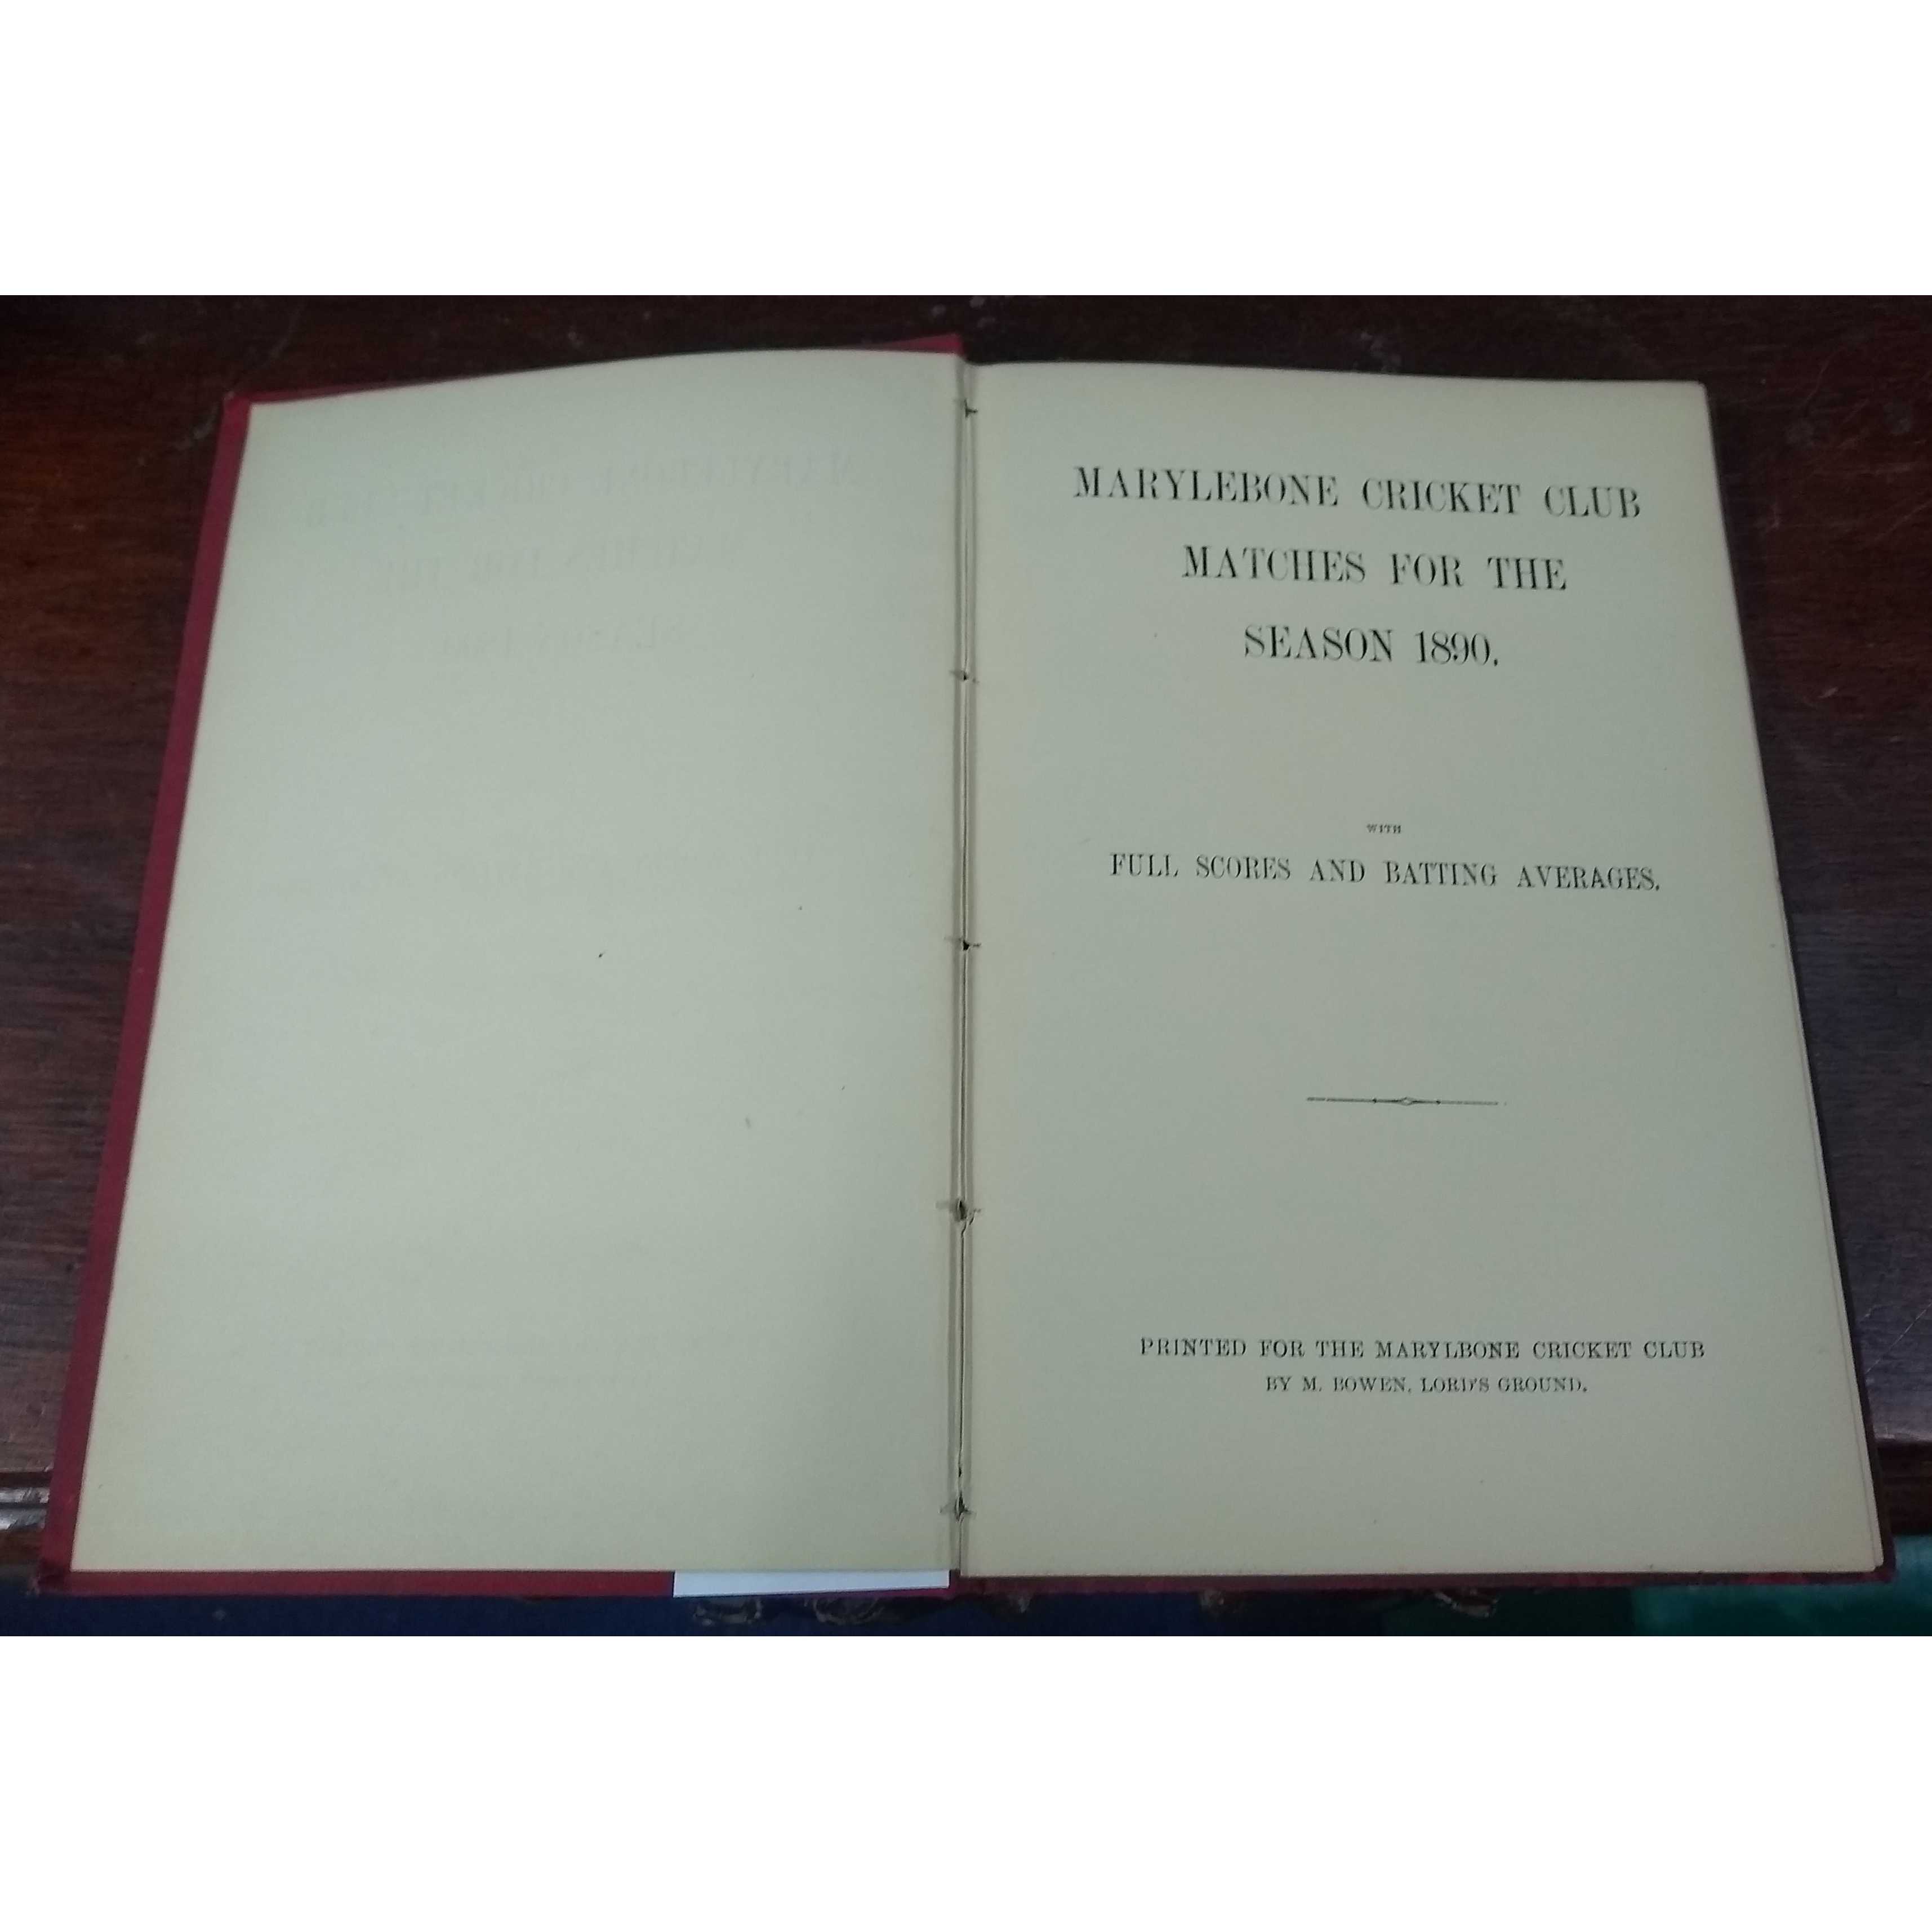 MARYLEBONE CRICKET CLUB
MATCHES FOR THE
SEASON 1890.
WITH
FULL SCORES AND BATTING AVERAGES.
PRINTED FOR THE MARYLBONE CRICKET CLUB
BY M. BOWEN, LORD'S GROUND.